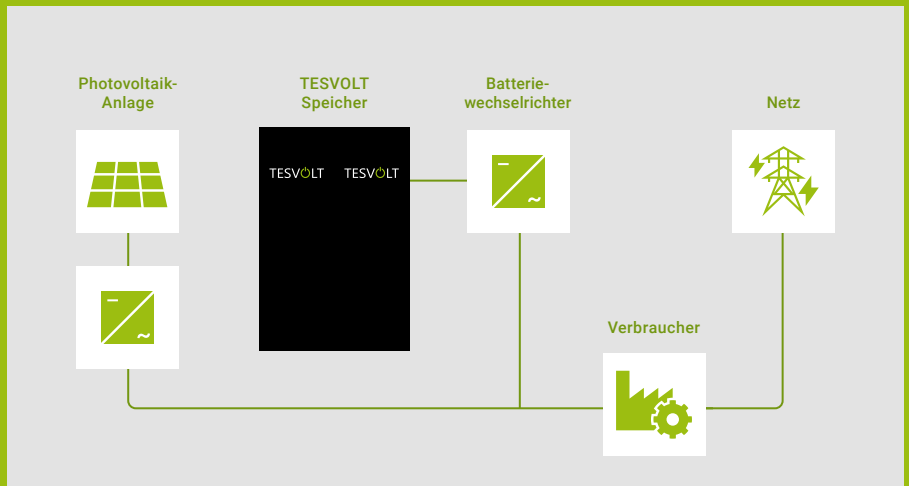 Photovoltaik-
Anlage
TESVOLT
Speicher
Batterie-
wechselrichter
Netz
TESVOLT TESVOLT
Verbraucher